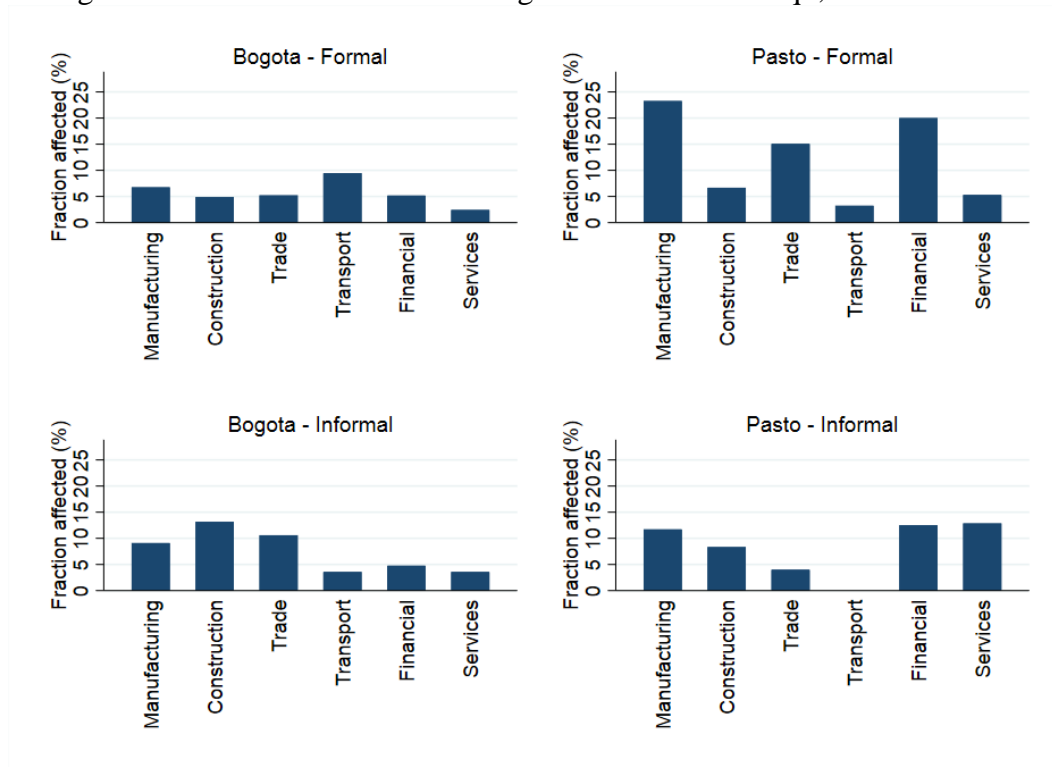 Bogota - Formal
Fraction affected (%)
0 5 10 15 20 25
Manufacturing
Construction
Trade
Transport
Financial
Services
Pasto - Formal
Fraction affected (%)
0 5 10 15 20 25
Manufacturing
Construction
Trade
Transport
Financial
Services
Bogota - Informal
Fraction affected (%)
0 5 10 15 20 25
Manufacturing
Construction
Trade
Transport
Financial
Services
Pasto - Informal
Fraction affected (%)
0 5 10 15 20 25
Manufacturing
Construction
Trade
Transport
Financial
Services